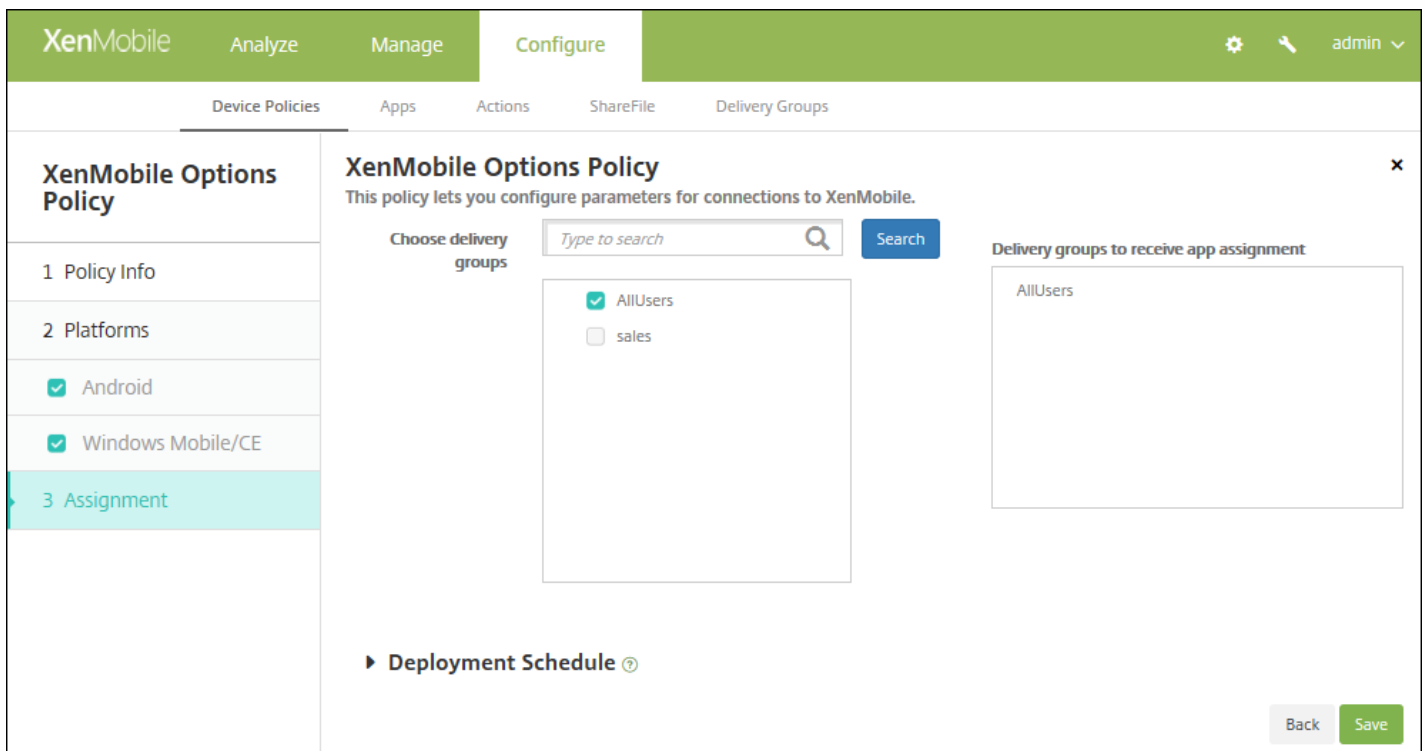 XenMobile Analyze Manage Configure admin
Device Policies Apps Actions ShareFile Delivery Groups
XenMobile Options
Policy
1 Policy Info
2 Platforms
Android
Windows Mobile/CE
3 Assignment
XenMobile Options Policy
This policy lets you configure parameters for connections to XenMobile.
Choose delivery
groups
Type to search
Search
AllUsers
sales
Delivery groups to receive app assignment
AllUsers
Deployment Schedule ?
Back Save